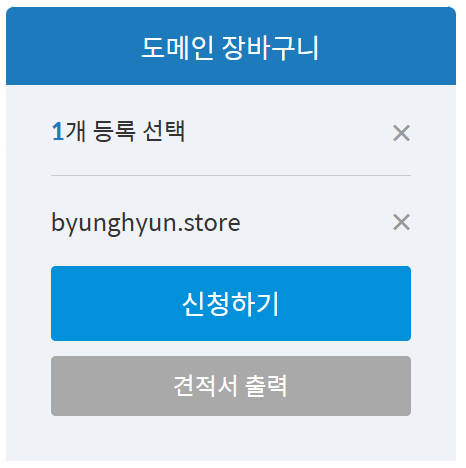 도메인 장바구니
1개 등록 선택
byunghyun.store
신청하기
견적서 출력